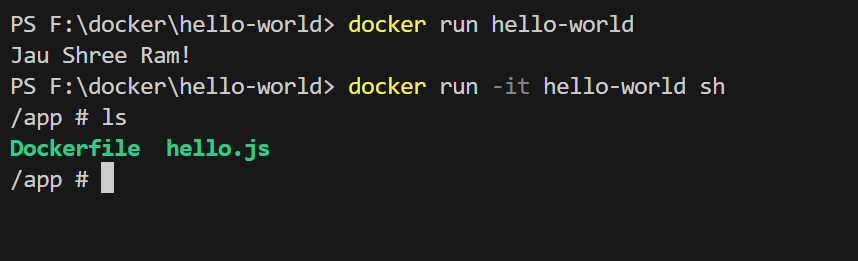 PS F:\docker\hello-world> docker run hello-world
Jau Shree Ram!
PS F:\docker\hello-world> docker run -it hello-world sh
/app # ls
Dockerfile  hello.js
/app #